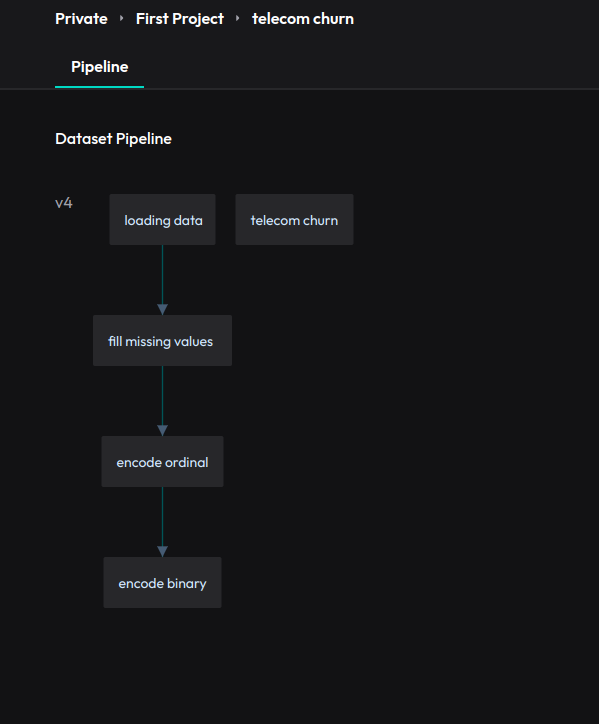 Private First Project telecom churn
Pipeline
Dataset Pipeline
v4
loading data
telecom churn
fill missing values
encode ordinal
encode binary